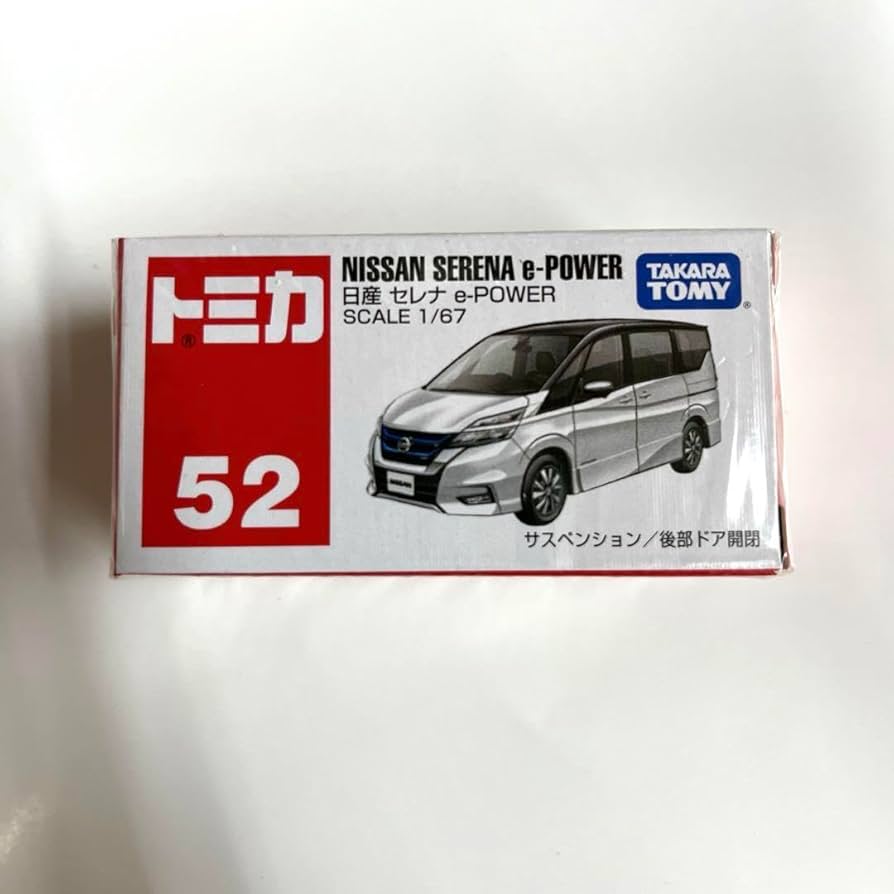 トミカ®
52
NISSAN SERENA e-POWER
日産 セレナ e-POWER
SCALE 1/67
TAKARA
TOMY®
NISSAN
サスペンション／後部ドア開閉